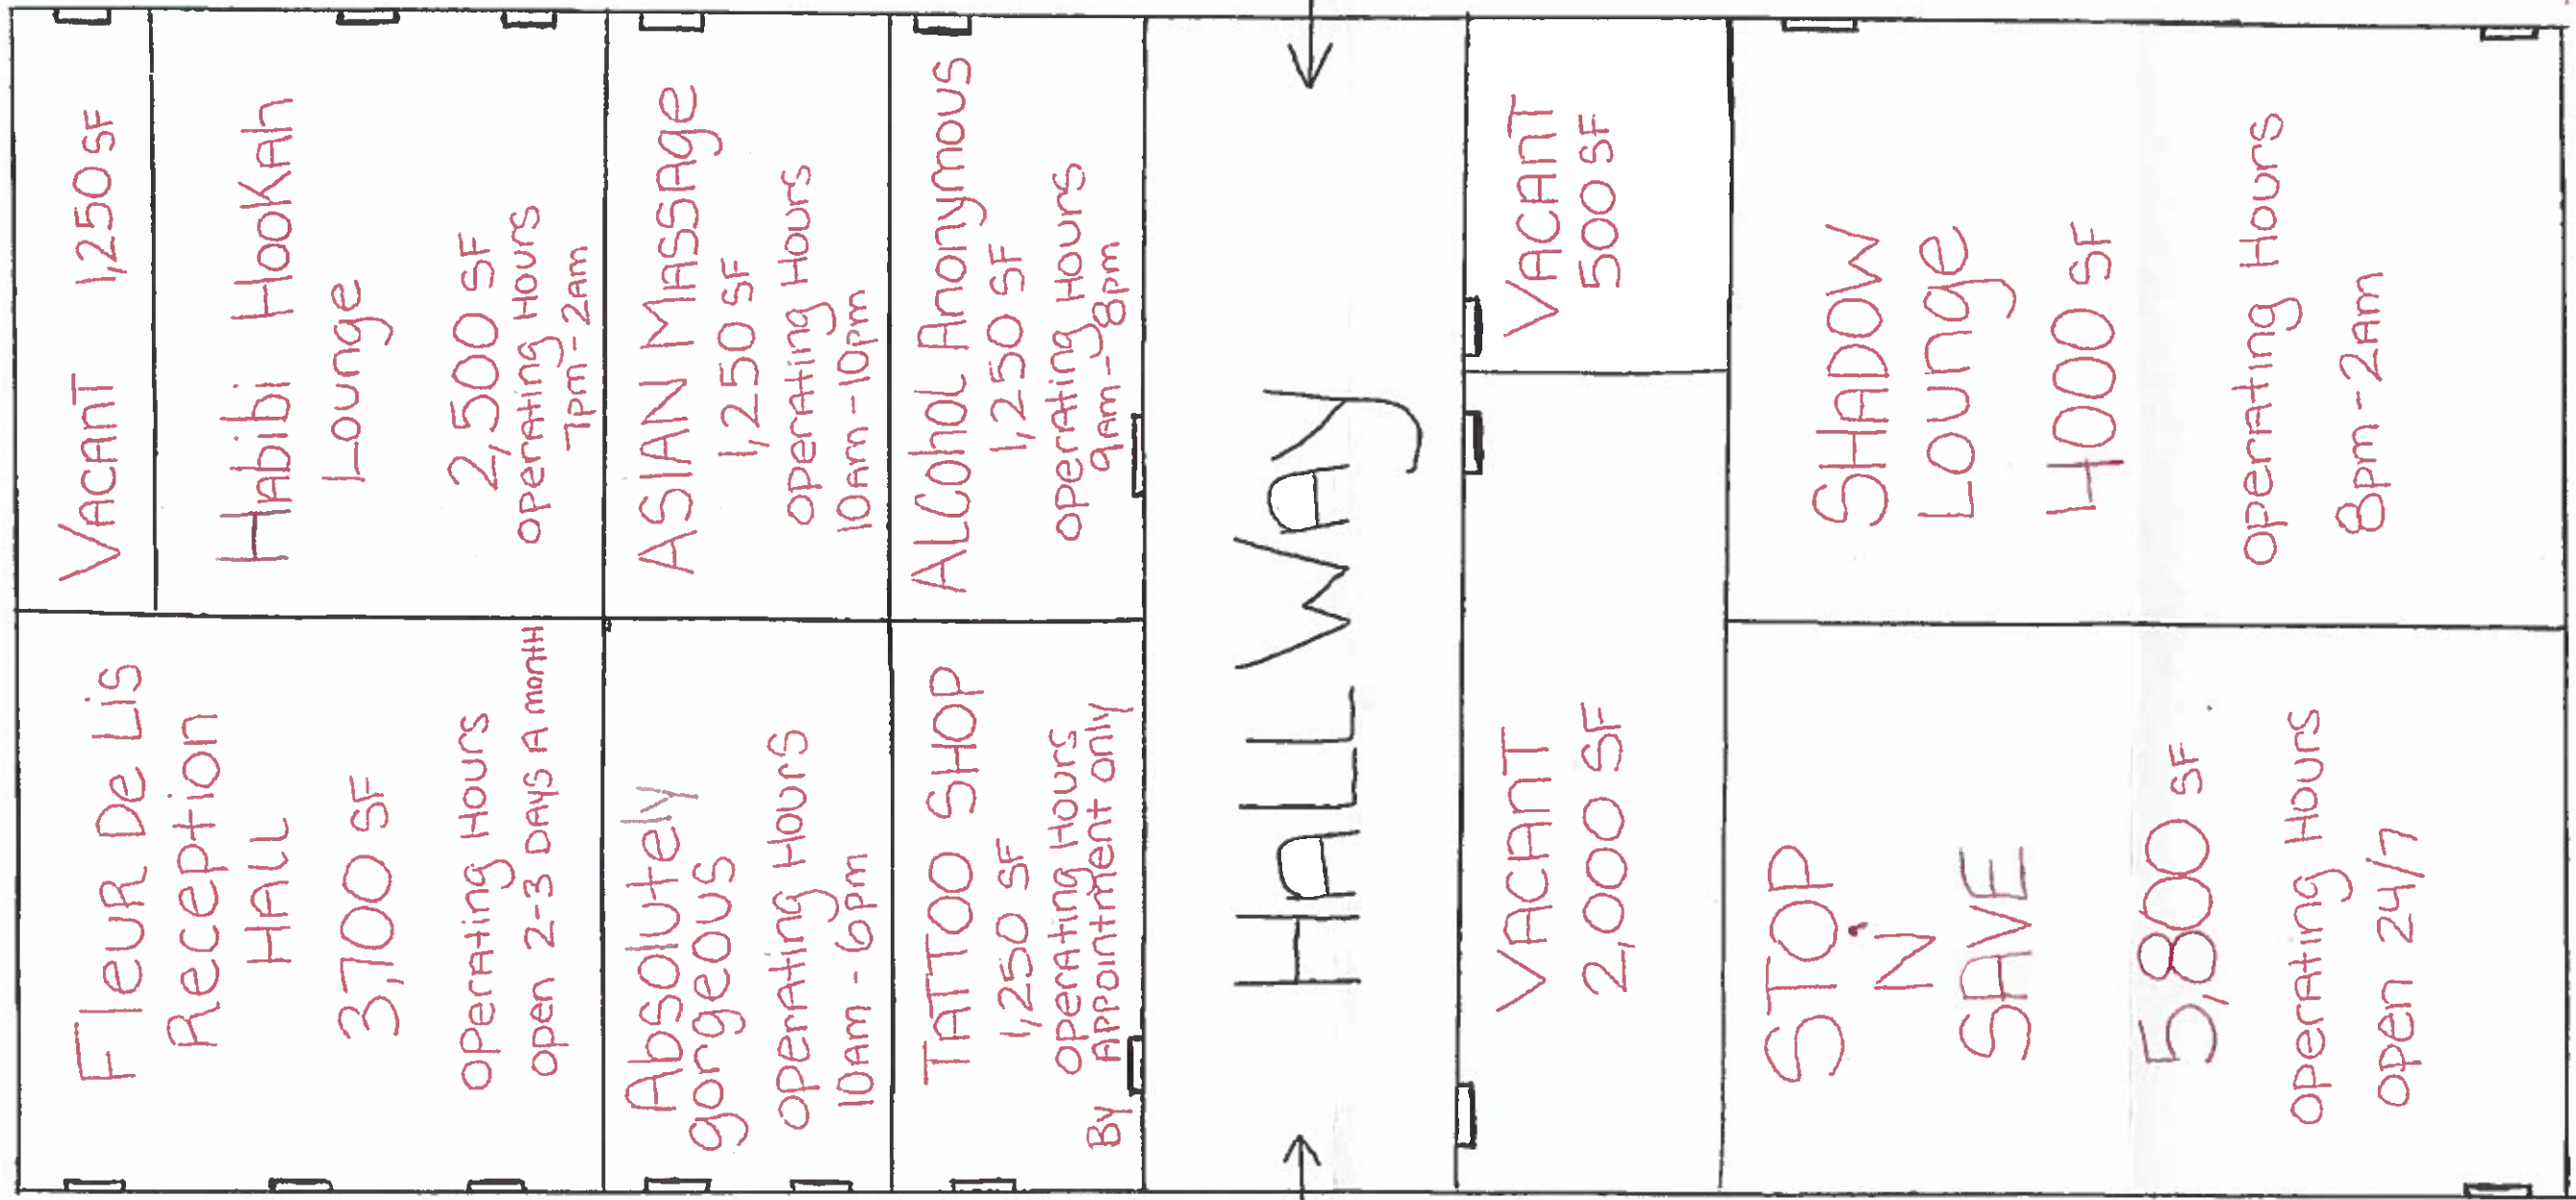 VACANT 1,250 SF
Habibi Hookah
Lounge
2,500 SF
operating Hours
7pm-2am
ASIAN MASSAge
1,250 SF
operating Hours
10Am-10pm
ALCohol Anonymous
1,250 SF
operating Hours
9am-8pm
VACANT
500 SF
SHADOW
Lounge
4000 SF
operating Hours
8pm-2Am
HALLWAy
Fleur De Lis
Reception
HALL
3,700 SF
operating Hours
open 2-3 DAYS A montH
Absolutely
gorgeous
operating Hours
10Am-6pm
TATTOO SHOP
1,250 SF
operating Hours
By Appointment only
VACANT
2,000 SF
STOP
'N
SAVE
5,800 SF
operating Hours
open 24/7